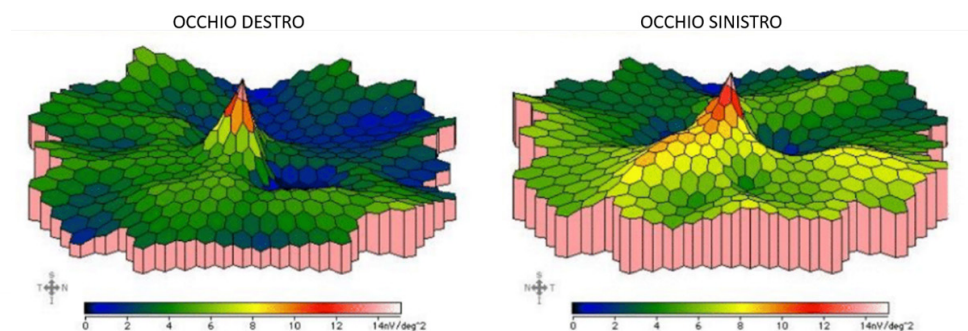 OCCHIO DESTRO
OCCHIO SINISTRO
S
T N
I
0 2 4 6 8 10 12 14nV/deg^2
S
N T
I
0 2 4 6 8 10 12 14nV/deg^2